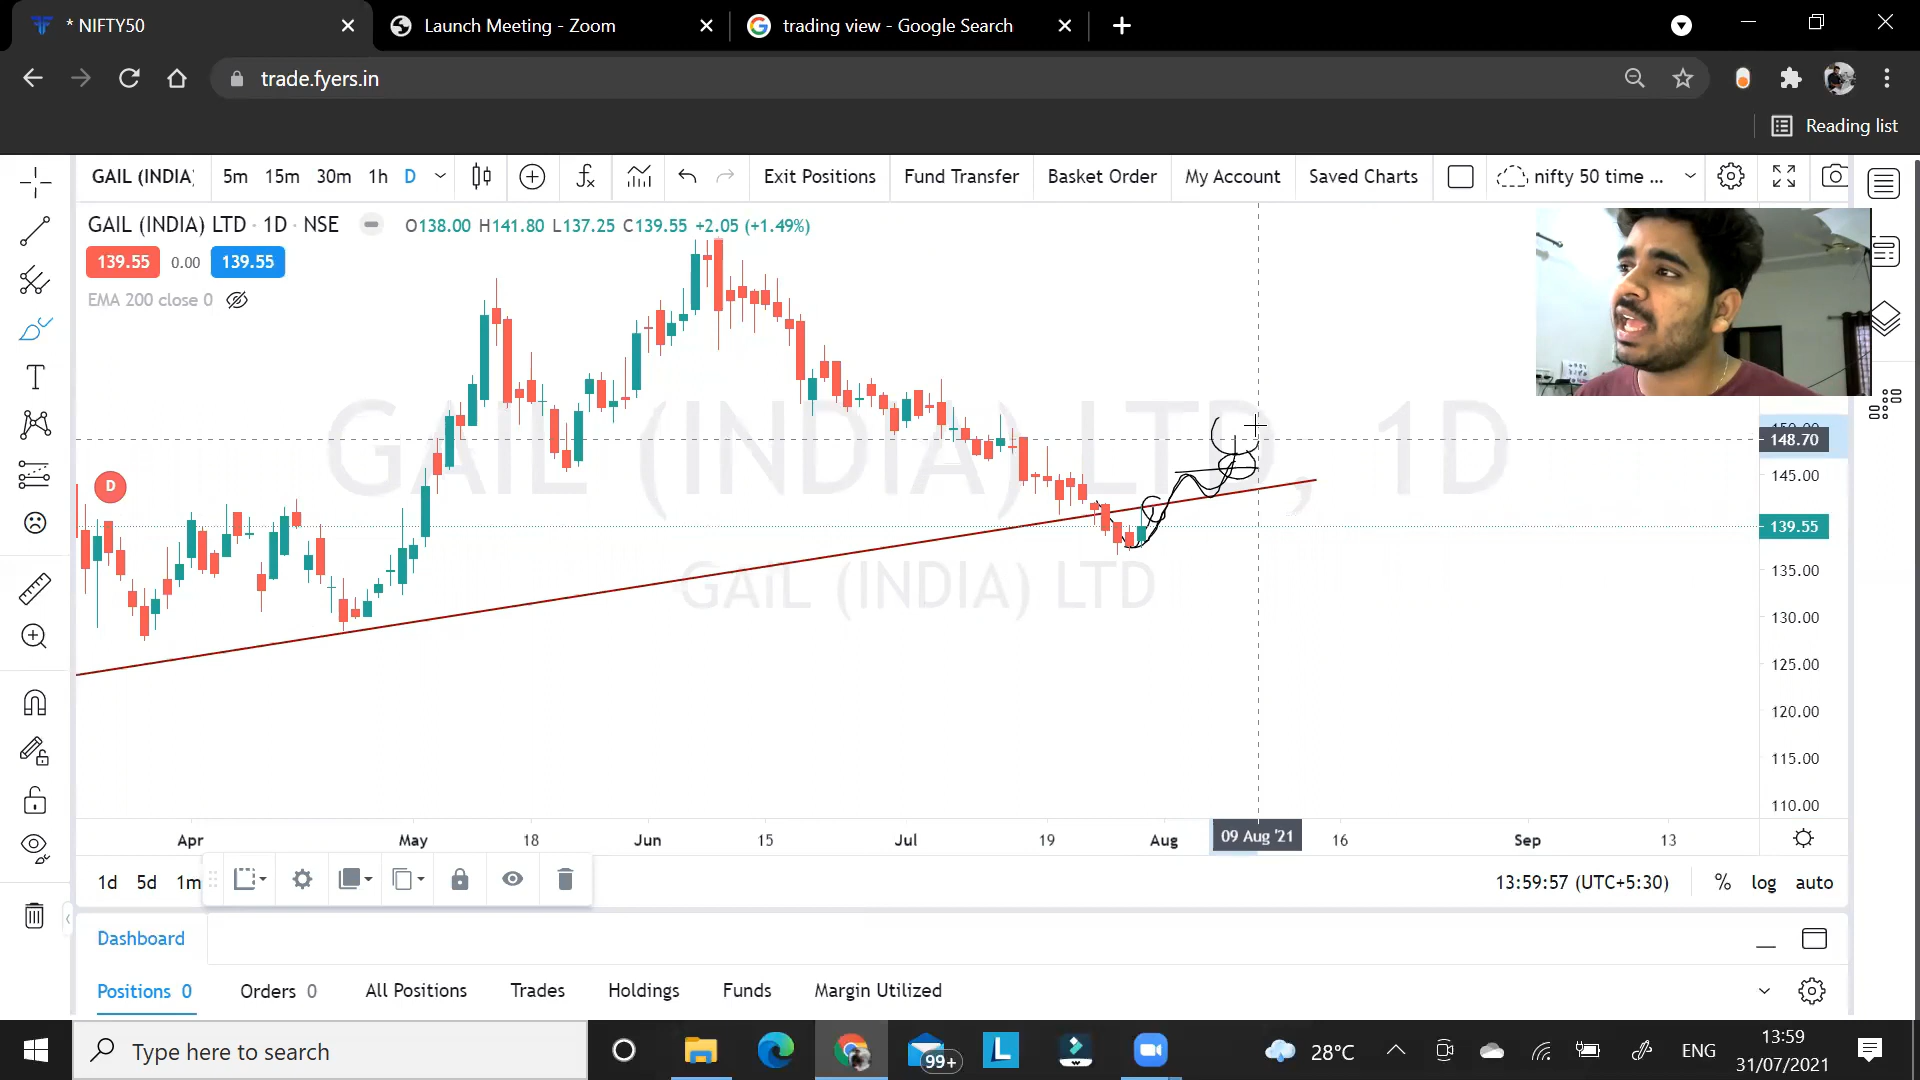 * NIFTY50
Launch Meeting - Zoom
trading view - Google Search
trade.fyers.in
Reading list
GAIL (INDIA) 5m 15m 30m 1h D Exit Positions Fund Transfer Basket Order My Account Saved Charts nifty 50 time ...
GAIL (INDIA) LTD · 1D · NSE O138.00 H141.80 L137.25 C139.55 +2.05 (+1.49%)
139.55 0.00 139.55
EMA 200 close 0
GAIL (INDIA) LTD, 1D
GAIL (INDIA) LTD
D
150.00
148.70
145.00
139.55
135.00
130.00
125.00
120.00
115.00
110.00
Apr May 18 Jun 15 Jul 19 Aug 09 Aug '21 16 Sep 13
1d 5d 1m 13:59:57 (UTC+5:30) % log auto
Dashboard
Positions 0 Orders 0 All Positions Trades Holdings Funds Margin Utilized
Type here to search
99+
L
28°C
ENG
13:59
31/07/2021